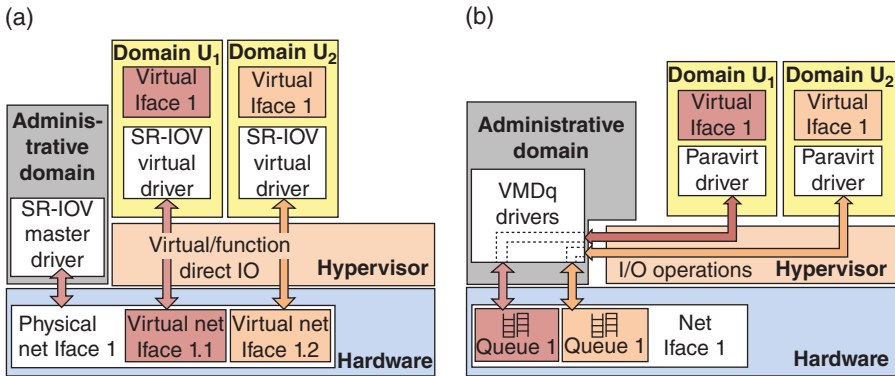 (a)
Domain U1
Domain U2
Virtual
Iface 1
Virtual
Iface 1
Adminis-
trative
domain
SR-IOV
virtual
driver
SR-IOV
virtual
driver
SR-IOV
master
driver
Virtual/function
direct IO
Hypervisor
Physical
net Iface 1
Virtual net
Iface 1.1
Virtual net
Iface 1.2
Hardware
(b)
Domain U1
Domain U2
Virtual
Iface 1
Virtual
Iface 1
Administrative
domain
Paravirt
driver
Paravirt
driver
VMDq
drivers
I/O operations
Hypervisor
Queue 1
Queue 1
Net
Iface 1
Hardware